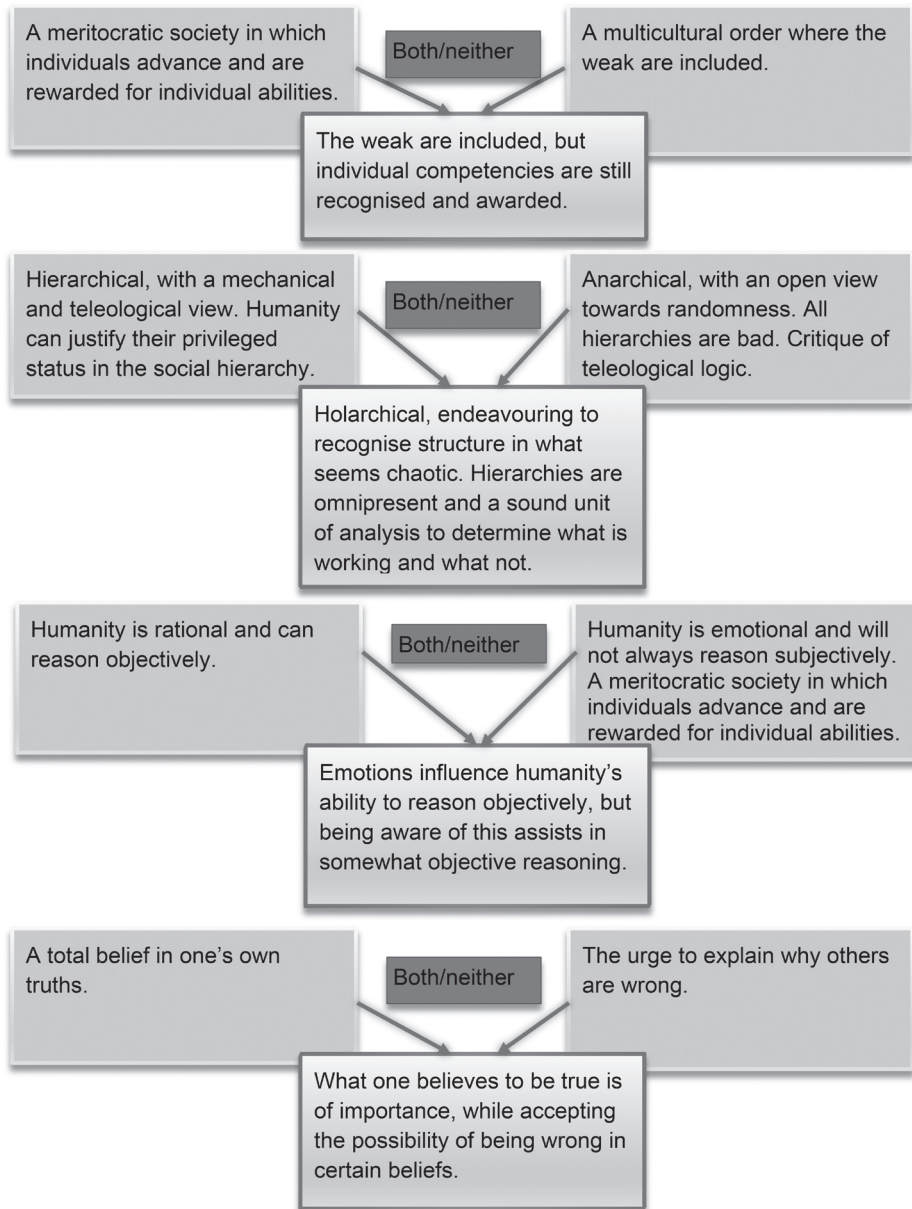 A meritocratic society in which
individuals advance and are
rewarded for individual abilities.
Both/neither
A multicultural order where the
weak are included.
The weak are included, but
individual competencies are still
recognised and awarded.
Hierarchical, with a mechanical
and teleological view. Humanity
can justify their privileged
status in the social hierarchy.
Both/neither
Anarchical, with an open view
towards randomness. All
hierarchies are bad. Critique of
teleological logic.
Holarchical, endeavouring to
recognise structure in what
seems chaotic. Hierarchies are
omnipresent and a sound unit
of analysis to determine what is
working and what not.
Humanity is rational and can
reason objectively.
Both/neither
Humanity is emotional and will
not always reason subjectively.
A meritocratic society in which
individuals advance and are
rewarded for individual abilities.
Emotions influence humanity’s
ability to reason objectively, but
being aware of this assists in
somewhat objective reasoning.
A total belief in one’s own
truths.
Both/neither
The urge to explain why others
are wrong.
What one believes to be true is
of importance, while accepting
the possibility of being wrong in
certain beliefs.